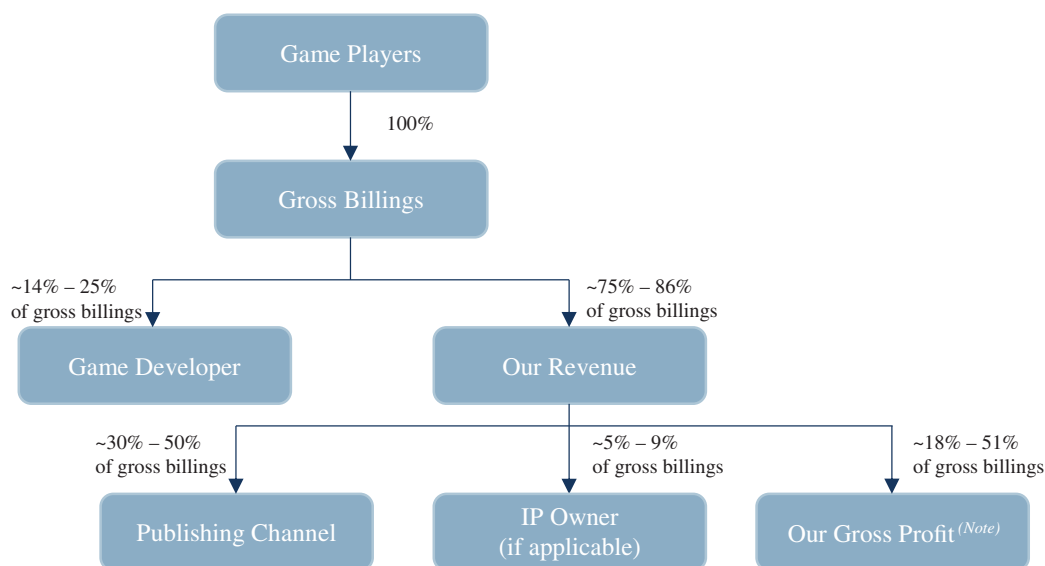 Game Players
100%
Gross Billings
~14% – 25%
of gross billings
~75% – 86%
of gross billings
Game Developer
Our Revenue
~30% – 50%
of gross billings
~5% – 9%
of gross billings
~18% – 51%
of gross billings
Publishing Channel
IP Owner
(if applicable)
Our Gross Profit (Note)